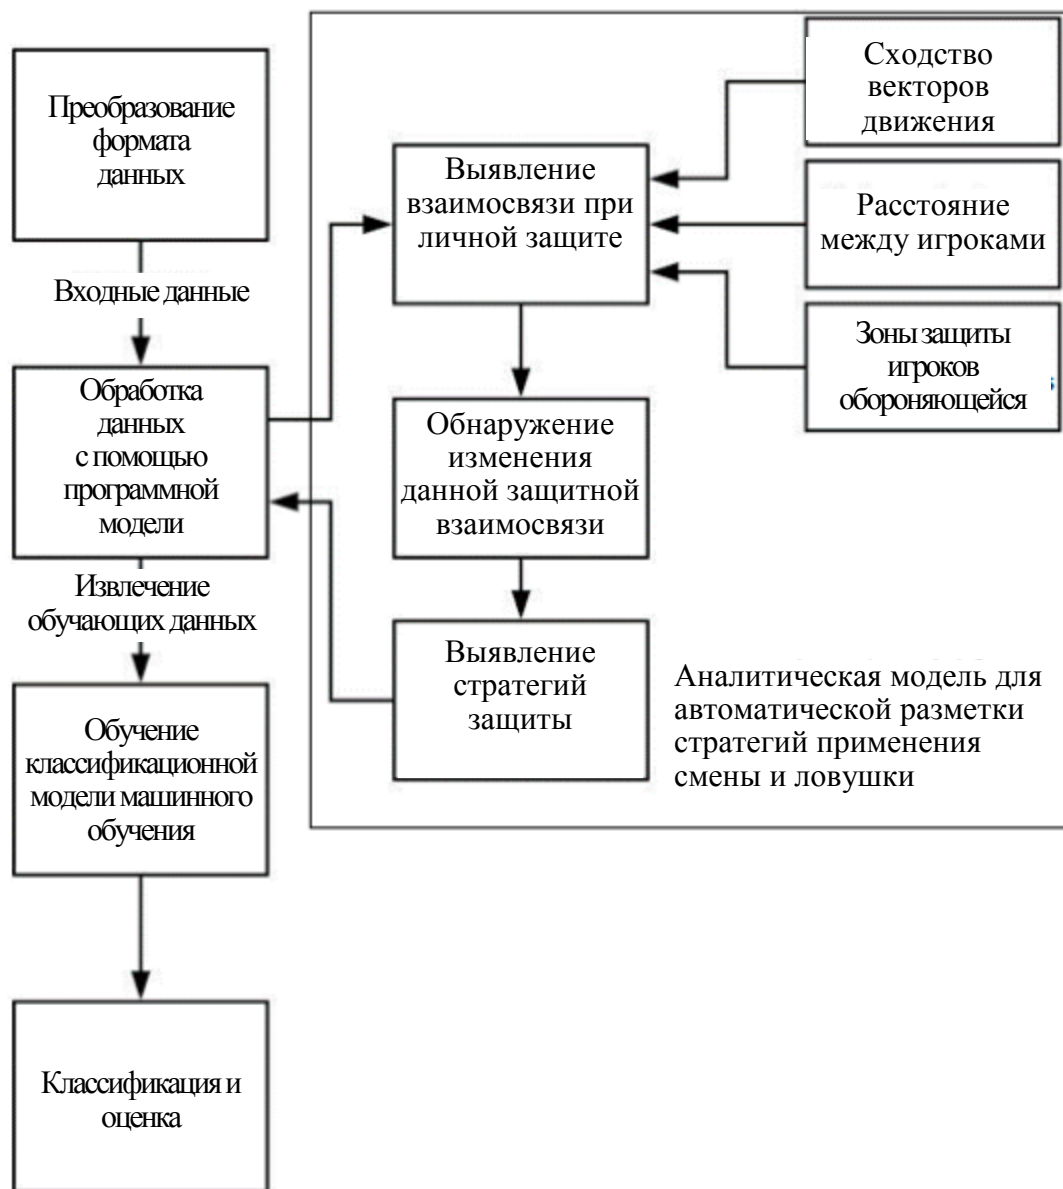 Преобразование
формата
данных
Входные данные
Обработка
данных
с помощью
программной
модели
Извлечение
обучающих данных
Обучение
классификационной
модели машинного
обучения
Классификация и
оценка
Выявление
взаимосвязи при
личной защите
Обнаружение
изменения
данной защитной
взаимосвязи
Выявление
стратегий
защиты
Сходство
векторов
движения
Расстояние
между игроками
Зоны защиты
игроков
обороняющейся
Аналитическая модель для
автоматической разметки
стратегий применения
смены и ловушки